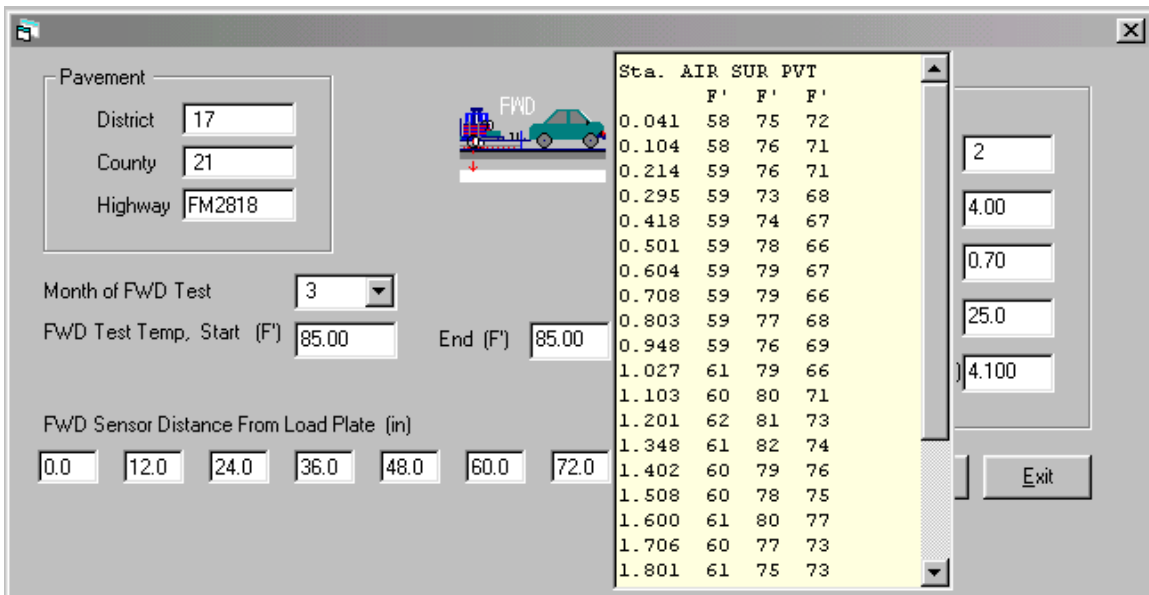 Pavement
District 17
County 21
Highway FM2818
FWD
Month of FWD Test 3
FWD Test Temp, Start (F') 85.00 End (F') 85.00
FWD Sensor Distance From Load Plate (in)
0.0 12.0 24.0 36.0 48.0 60.0 72.0
Sta. AIR SUR PVT
F' F' F'
0.041 58 75 72
0.104 58 76 71
0.214 59 76 71
0.295 59 73 68
0.418 59 74 67
0.501 59 78 66
0.604 59 79 67
0.708 59 79 66
0.803 59 77 68
0.948 59 76 69
1.027 61 79 66
1.103 60 80 71
1.201 62 81 73
1.348 61 82 74
1.402 60 79 76
1.508 60 78 75
1.600 61 80 77
1.706 60 77 73
1.801 61 75 73
2
4.00
0.70
25.0
)4.100
Exit